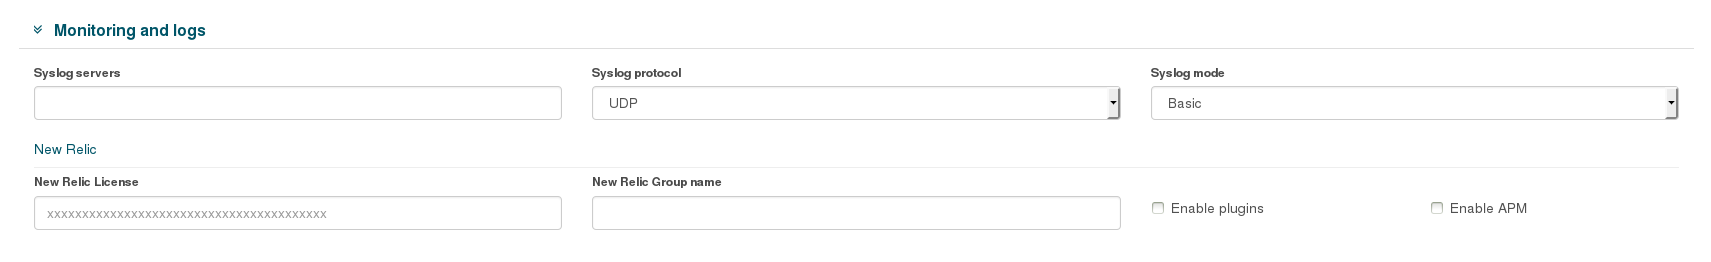 Monitoring and logs
Syslog servers
Syslog protocol
Syslog mode
UDP
Basic
New Relic
New Relic License
New Relic Group name
xxxxxxxxxxxxxxxxxxxxxxxxxxxxxxxxxxxxxxxx
Enable plugins
Enable APM